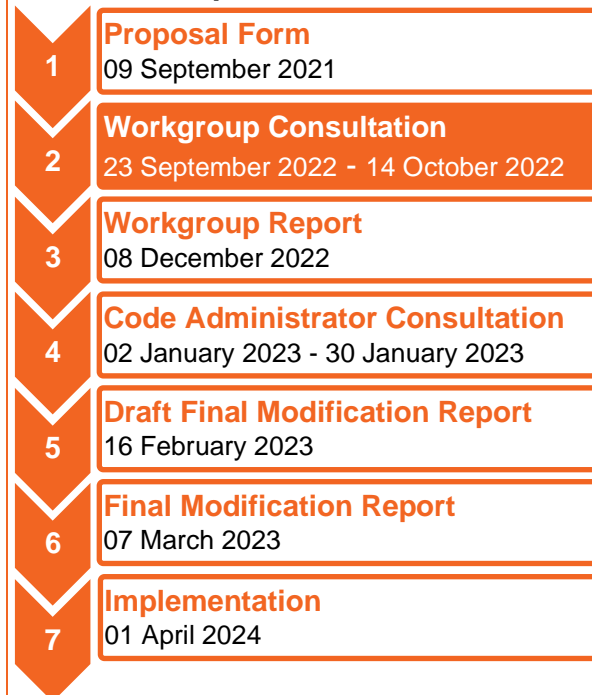 1
Proposal Form
09 September 2021
2
Workgroup Consultation
23 September 2022 - 14 October 2022
3
Workgroup Report
08 December 2022
4
Code Administrator Consultation
02 January 2023 - 30 January 2023
5
Draft Final Modification Report
16 February 2023
6
Final Modification Report
07 March 2023
7
Implementation
01 April 2024